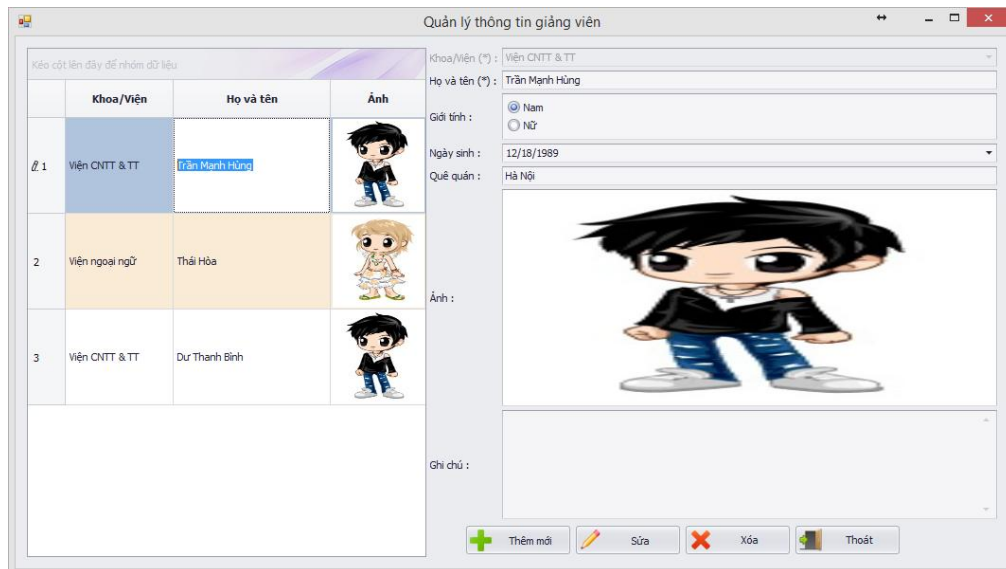 Quản lý thông tin giảng viên
Kéo cột lên đây để nhóm dữ liệu
Khoa/Viện Họ và tên Ảnh
1 Viện CNTT & TT Trần Mạnh Hùng
2 Viện ngoại ngữ Thái Hòa
3 Viện CNTT & TT Dư Thanh Bình
Khoa/Viện (*) : Viện CNTT & TT
Họ và tên (*) : Trần Mạnh Hùng
Giới tính :
Nam
Nữ
Ngày sinh : 12/18/1989
Quê quán : Hà Nội
Ảnh :
Ghi chú :
Thêm mới Sửa Xóa Thoát